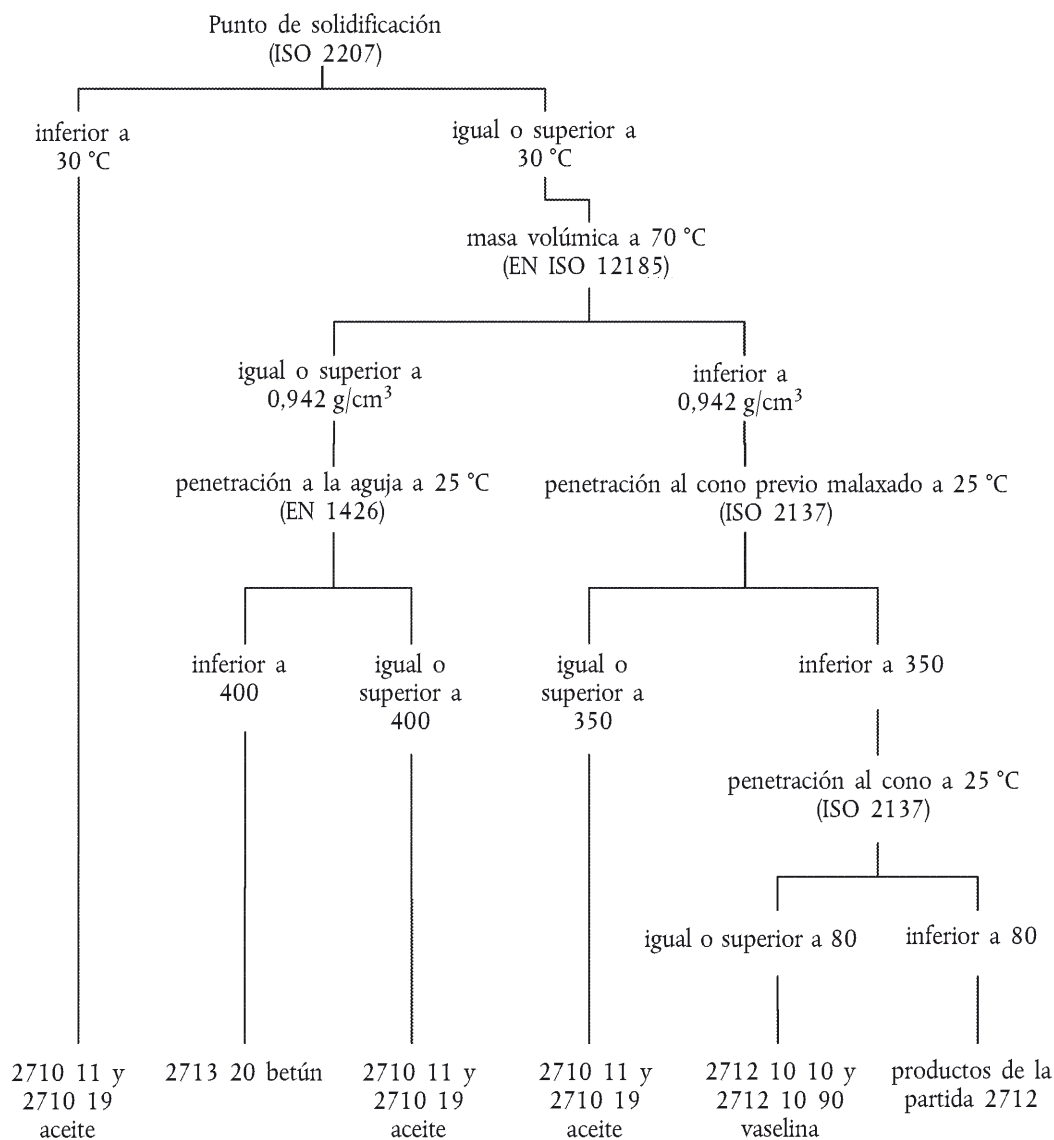 Punto de solidificación
(ISO 2207)
inferior a
30 °C
igual o superior a
30 °C
masa volúmica a 70 °C
(EN ISO 12185)
igual o superior a
0,942 g/cm³
inferior a
0,942 g/cm³
penetración a la aguja a 25 °C
(EN 1426)
penetración al cono previo malaxado a 25 °C
(ISO 2137)
inferior a
400
igual o
superior a
400
igual o
superior a
350
inferior a 350
penetración al cono a 25 °C
(ISO 2137)
igual o superior a 80
inferior a 80
2710 11 y
2710 19
aceite
2713 20 betún
2710 11 y
2710 19
aceite
2710 11 y
2710 19
aceite
2712 10 10 y
2712 10 90
vaselina
productos de la
partida 2712